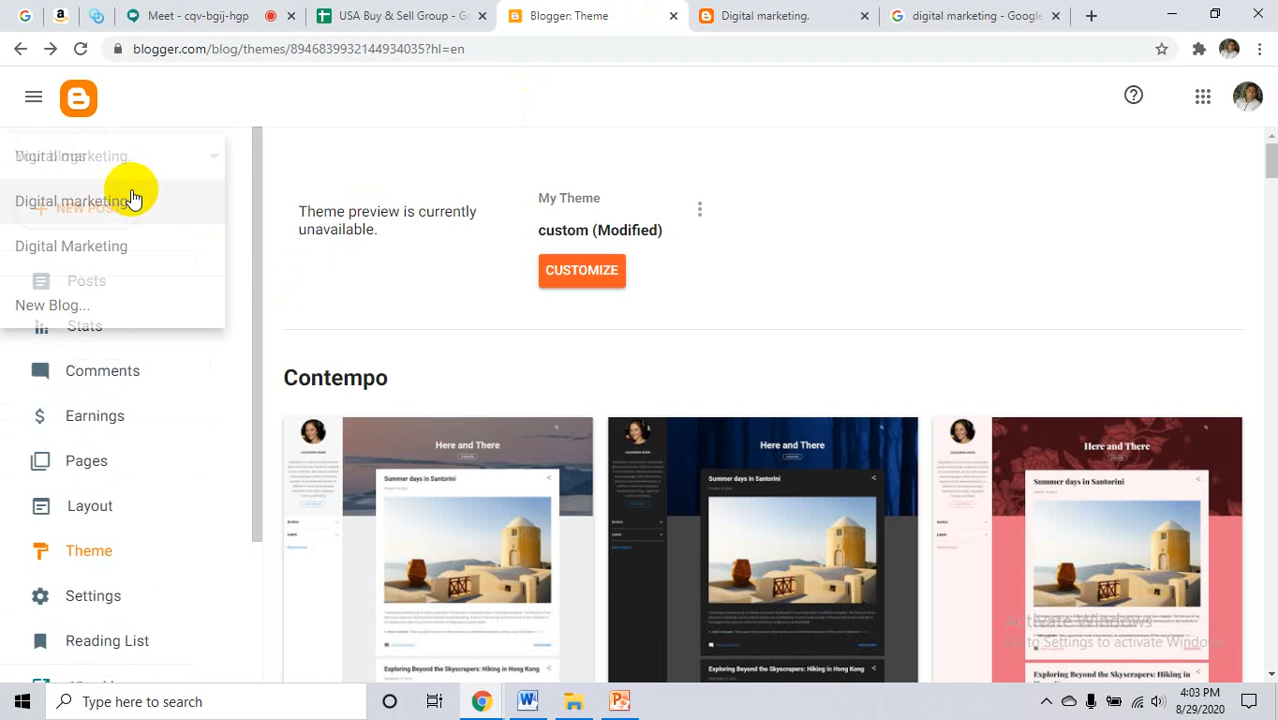 Meet - cqv-bgij-hgp
USA Buy & Sell Group -
Blogger: Theme
Digital marketing.
digital marketing - Google
blogger.com/blog/themes/8946839932144934035?hl=en
Digital marketing.
Digital marketing.
Digital Marketing
Posts
New Blog...
Stats
Comments
Earnings
Pages
Layout
Theme
Settings
Reading List
Theme preview is currently
unavailable.
My Theme
custom (Modified)
CUSTOMIZE
Contempo
Here and There
Summer days in Santorini
Exploring Beyond the Skyscrapers: Hiking in Hong Kong
Here and There
Summer days in Santorini
Exploring Beyond the Skyscrapers: Hiking in Hong Kong
Here and There
Summer days in Santorini
Exploring Beyond the Skyscrapers: Hiking in
Activate Windows
Go to Settings to activate Windows.
Type here to search
4:03 PM
8/29/2020